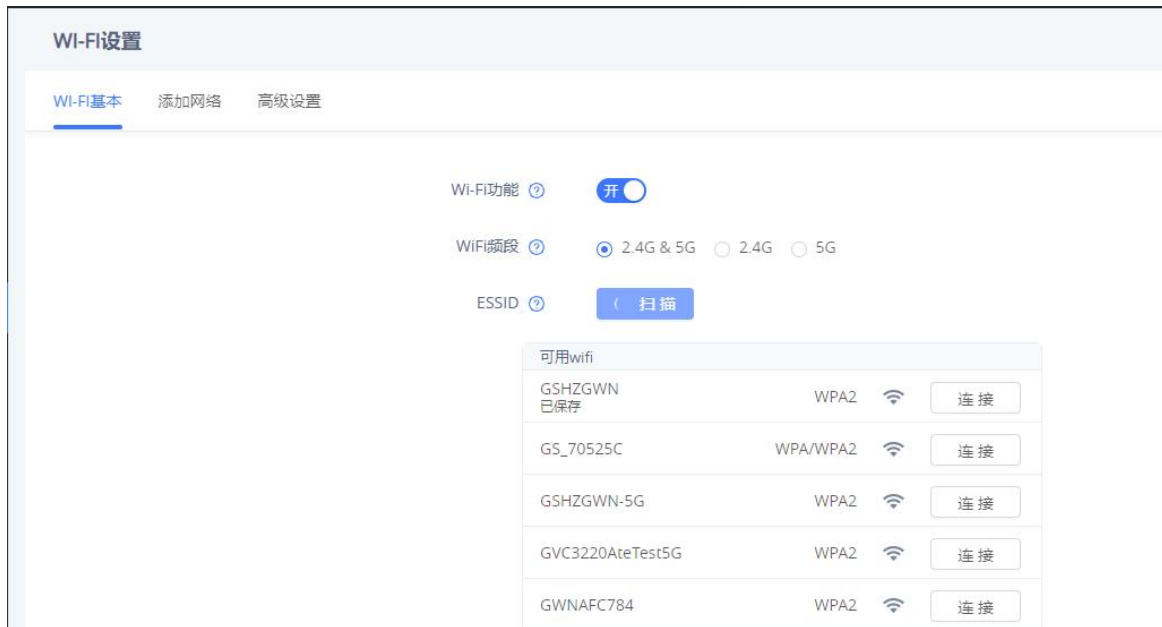 WI-FI设置
WI-FI基本 添加网络 高级设置
Wi-Fi功能 ? 开
WiFi频段 ? 2.4G & 5G 2.4G 5G
ESSID ? 扫描
可用wifi
GSHZGWN WPA2 连接
已保存
GS_70525C WPA/WPA2 连接
GSHZGWN-5G WPA2 连接
GVC3220AteTest5G WPA2 连接
GWNAFC784 WPA2 连接